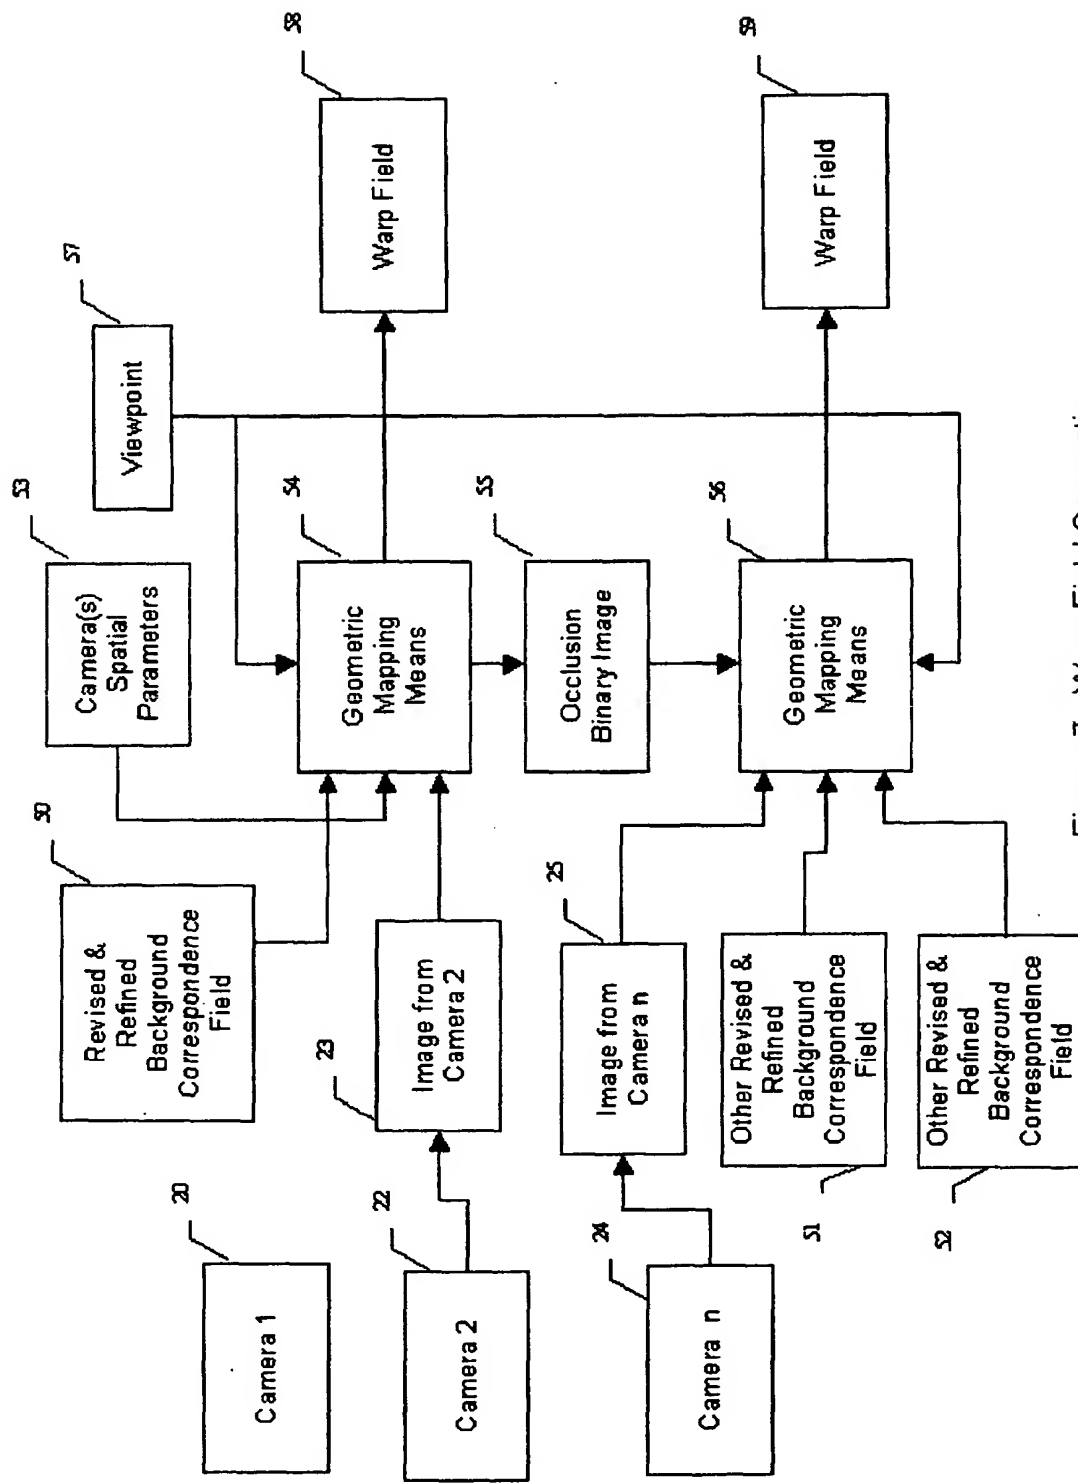 Camera 1
20
Camera 2
22
Camera n
24
Revised &
Refined
Background
Correspondence
Field
50
Image from
Camera 2
23
Image from
Camera n
25
Other Revised &
Refined
Background
Correspondence
Field
51
Other Revised &
Refined
Background
Correspondence
Field
52
Camera(s)
Spatial
Parameters
53
Viewpoint
57
Geometric
Mapping
Means
54
Occlusion
Binary Image
55
Geometric
Mapping
Means
56
Warp Field
58
Warp Field
59